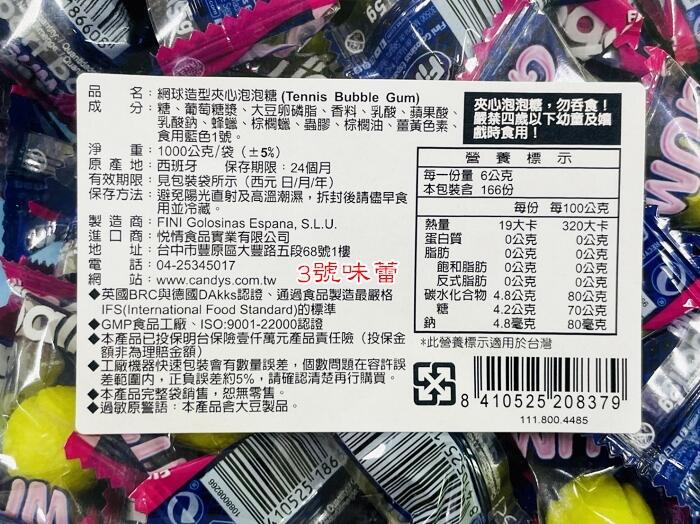 品　　名：網球造型夾心泡泡糖 (Tennis Bubble Gum)
成　　分：糖、葡萄糖漿、大豆卵磷脂、香料、乳酸、蘋果酸、
乳酸鈉、蜂蠟、棕櫚蠟、蟲膠、棕櫚油、薑黃色素、
食用藍色1號。
夾心泡泡糖，勿吞食！
嚴禁四歲以下幼童及嬉
戲時食用！
淨　　重：1000公克/袋 (±5%)
原 產 地：西班牙　保存期限：24個月
有效期限：見包裝袋所示 (西元 日/月/年)
保存方法：避免陽光直射及高溫潮濕，拆封後請儘早食
用並冷藏。
製 造 商：FINI Golosinas Espana, S.L.U.
進 口 商：悅情食品實業有限公司
地　　址：台中市豐原區大豐路五段68號1樓
電　　話：04-25345017
網　　站：www.candys.com.tw
3號味蕾
◆英國BRC與德國DAkks認證、通過食品製造最嚴格
IFS(International Food Standard)的標準
◆GMP食品工廠、ISO:9001-22000認證
◆本產品已投保明台保險壹仟萬元產品責任險（投保金
額非為理賠金額）
◆工廠機器快速包裝會有數量誤差，個數問題在容許誤
差範圍內，正負誤差約5%，請確認清楚再行購買。
◆本產品完整袋銷售，恕無零售。
◆過敏原警語：本產品含大豆製品。
營 養 標 示
每一份量 6公克
本包裝含 166份
每份　每100公克
熱量　19大卡　320大卡
蛋白質　0公克　0公克
脂肪　0公克　0公克
飽和脂肪　0公克　0公克
反式脂肪　0公克　0公克
碳水化合物　4.8公克　80公克
糖　4.2公克　70公克
鈉　4.8毫克　80毫克
*此營養標示適用於台灣
8 410525 208379
111.800.4485